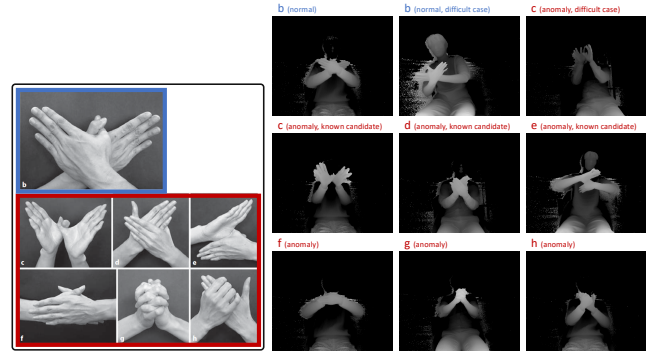 b
c
d
e
f
g
h
b (normal)
b (normal, difficult case)
c (anomaly, difficult case)
c (anomaly, known candidate)
d (anomaly, known candidate)
e (anomaly, known candidate)
f (anomaly)
g (anomaly)
h (anomaly)